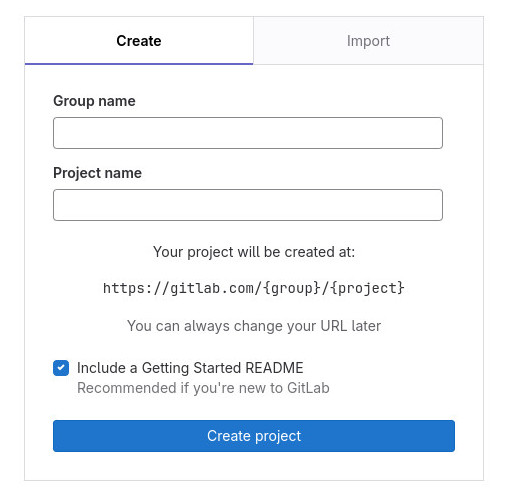 Create
Import
Group name
Project name
Your project will be created at:
https://gitlab.com/{group}/{project}
You can always change your URL later
Include a Getting Started README
Recommended if you're new to GitLab
Create project